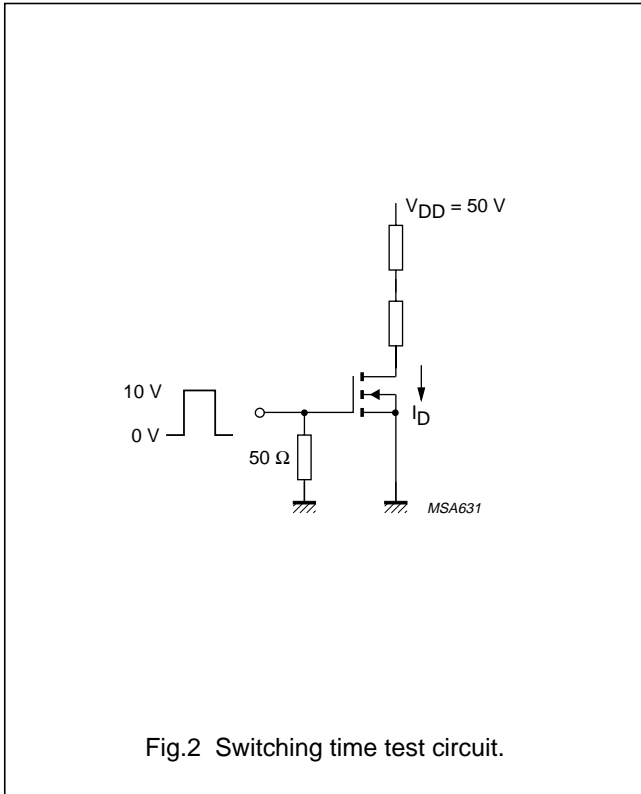 V_DD = 50 V
10 V
0 V
I_D
50 Ω
MSA631
Fig.2 Switching time test circuit.